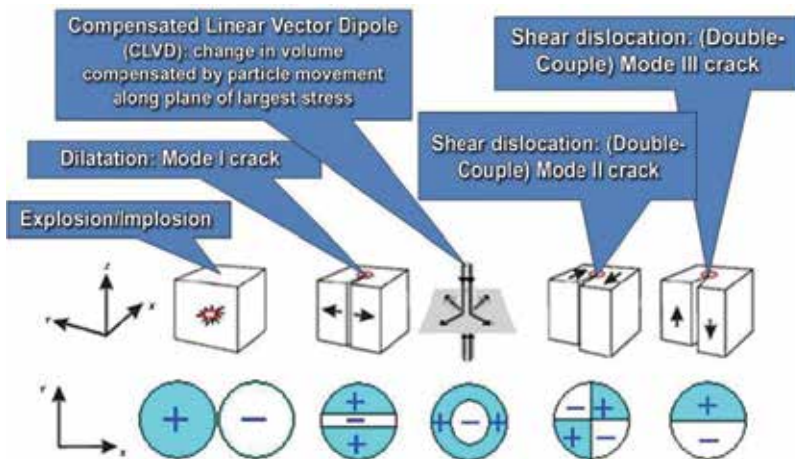 Compensated Linear Vector Dipole
(CLVD): change in volume
compensated by particle movement
along plane of largest stress
Shear dislocation: (Double-
Couple) Mode III crack
Dilatation: Mode I crack
Shear dislocation: (Double-
Couple) Mode II crack
Explosion/Implosion
Z
X
Y
Y
X
+ −
+
−
+
+ − +
− +
+ −
+
−